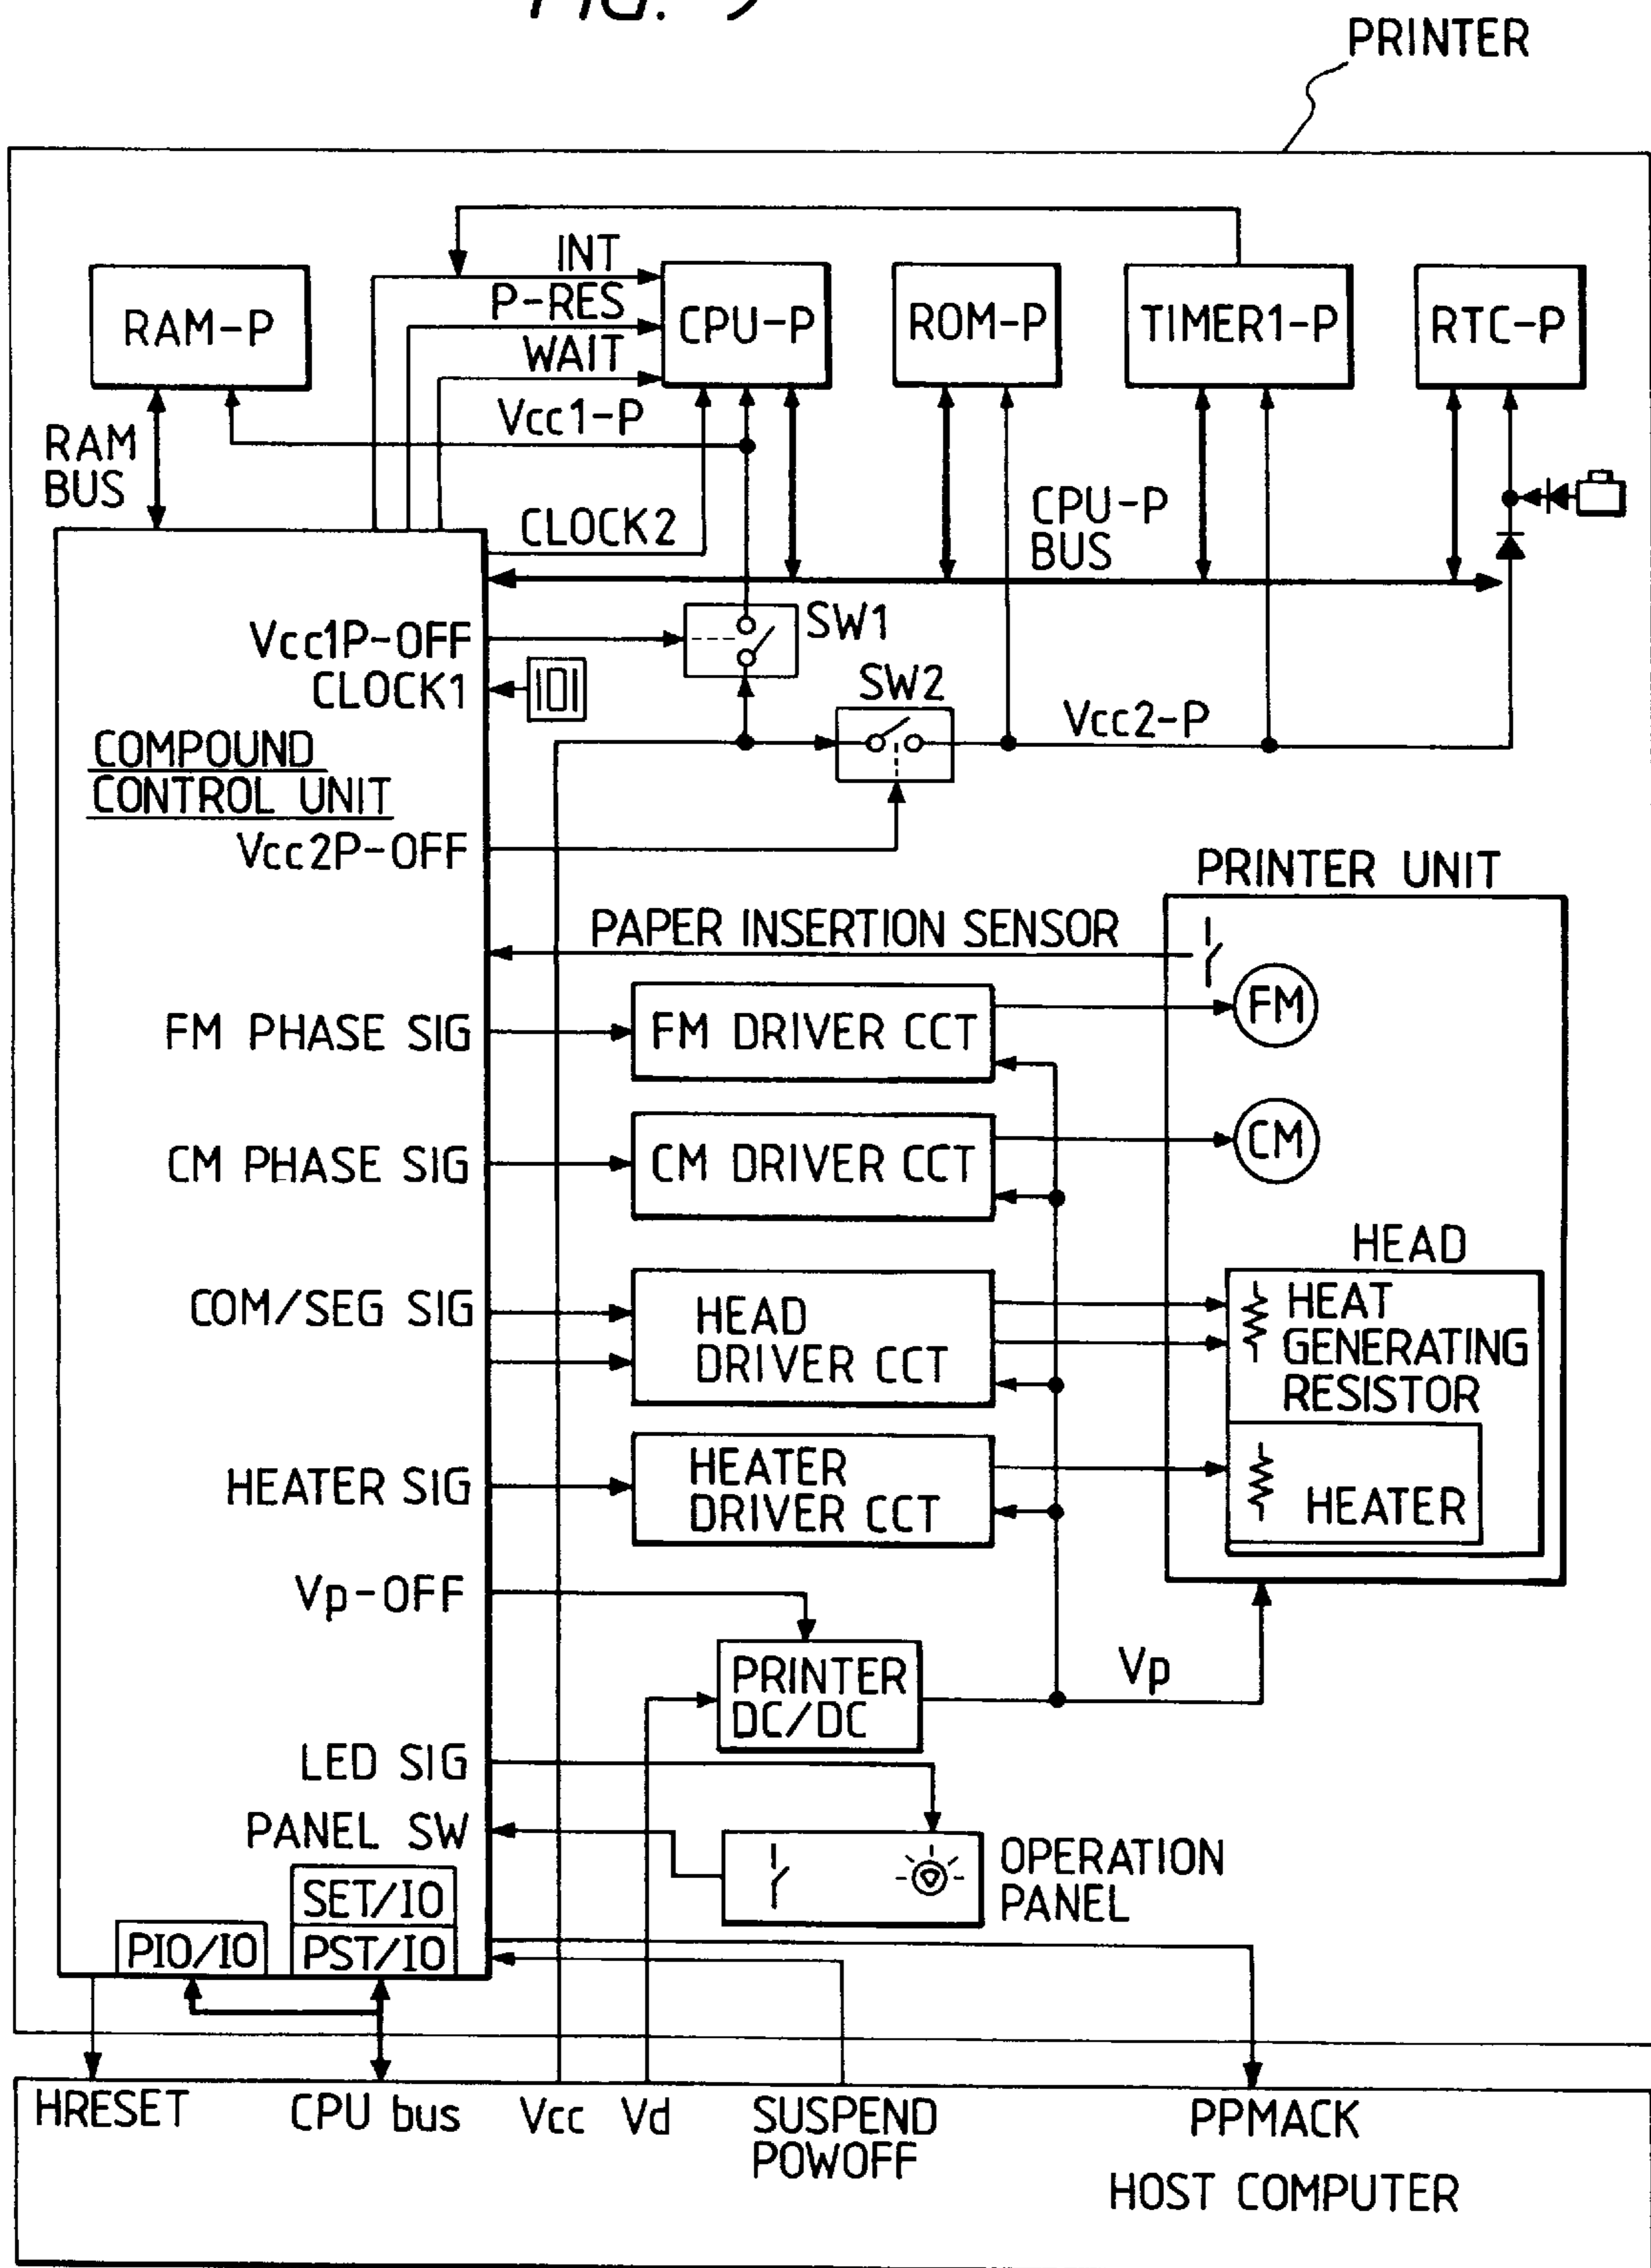 FIG. 9
PRINTER
INT
P-RES
WAIT
RAM-P
CPU-P
ROM-P
TIMER1-P
RTC-P
Vcc1-P
RAM
BUS
CLOCK2
CPU-P
BUS
Vcc1P-OFF
SW1
CLOCK1
SW2
Vcc2-P
COMPOUND
CONTROL UNIT
Vcc2P-OFF
PRINTER UNIT
PAPER INSERTION SENSOR
FM PHASE SIG
FM DRIVER CCT
FM
CM PHASE SIG
CM DRIVER CCT
CM
HEAD
COM/SEG SIG
HEAD
DRIVER CCT
HEAT
GENERATING
RESISTOR
HEATER SIG
HEATER
DRIVER CCT
HEATER
Vp-OFF
PRINTER
DC/DC
Vp
LED SIG
PANEL SW
OPERATION
PANEL
SET/IO
PIO/IO
PST/IO
HRESET
CPU bus
Vcc
Vd
SUSPEND
POWOFF
PPMACK
HOST COMPUTER